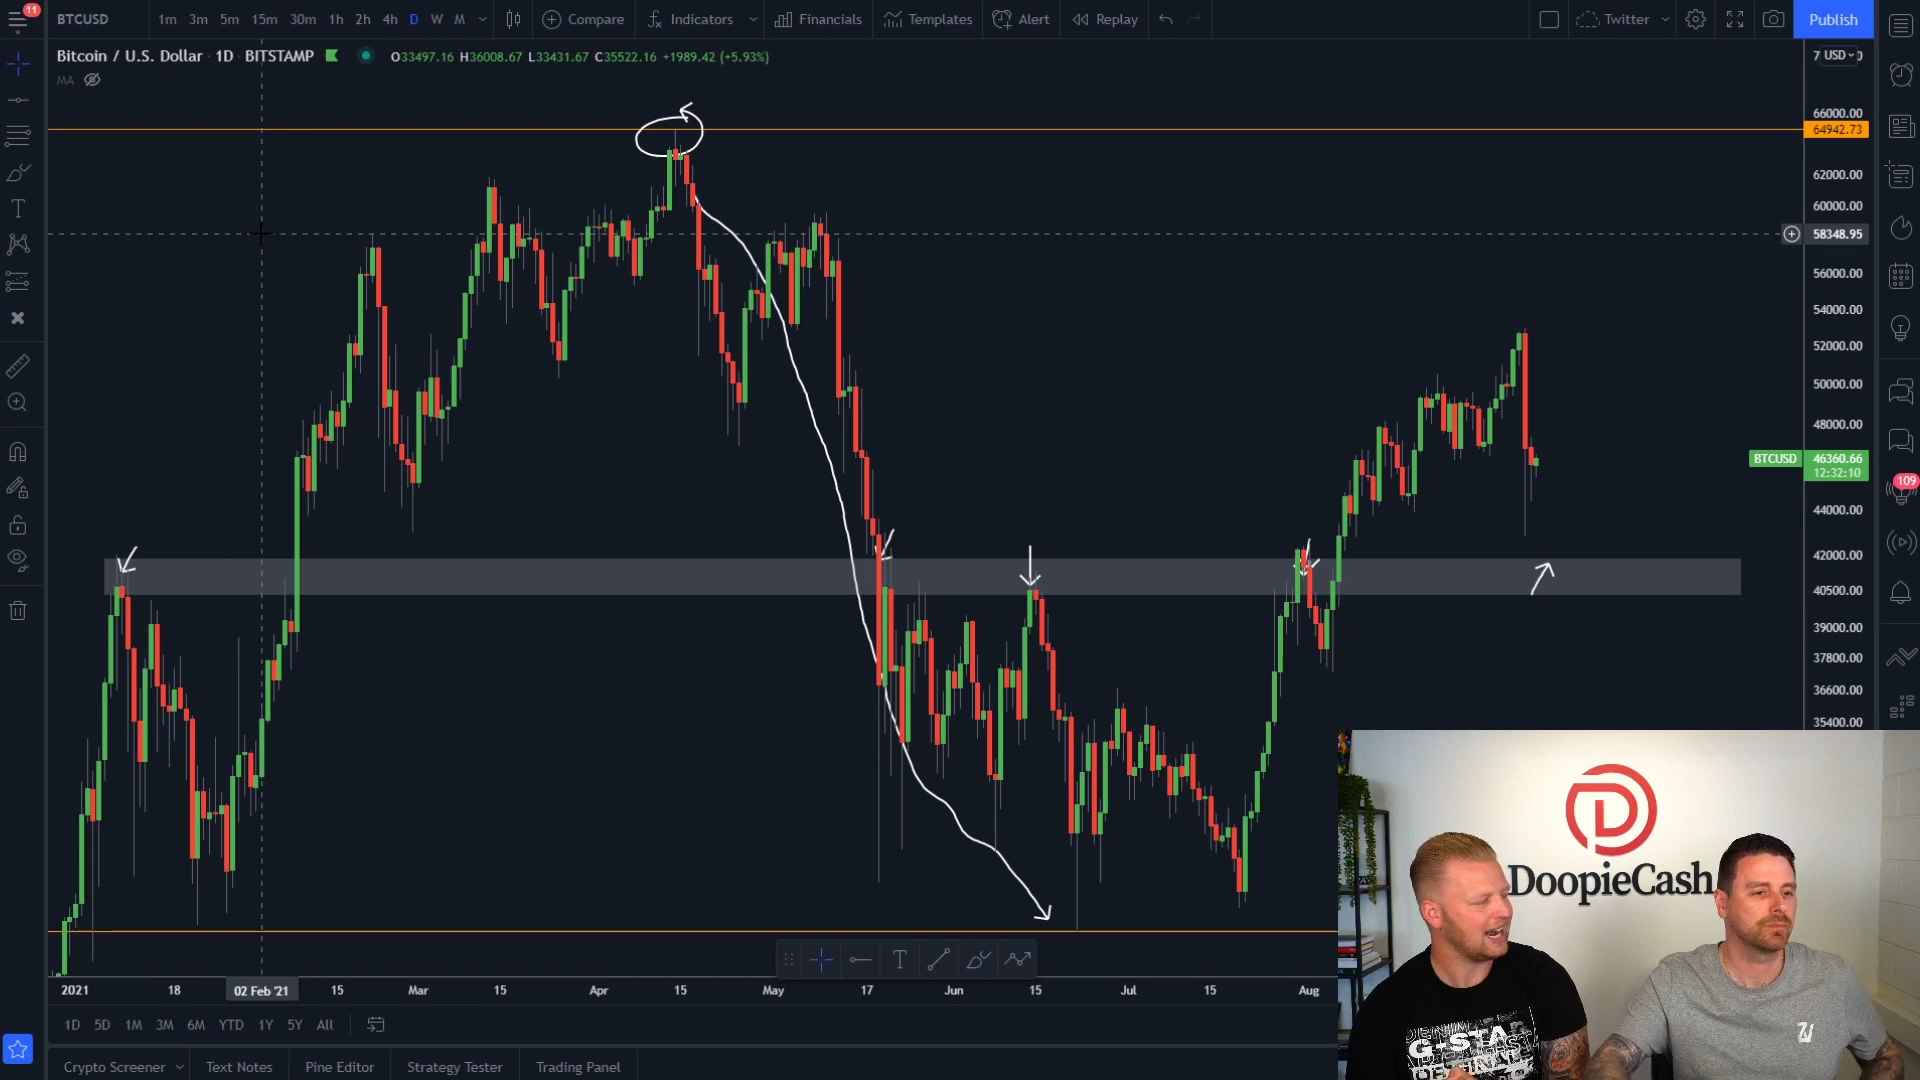 11
BTCUSD 1m 3m 5m 15m 30m 1h 2h 4h D W M Compare Indicators Financials Templates Alert Replay Twitter Publish
Bitcoin / U.S. Dollar · 1D · BITSTAMP O33497.16 H36008.67 L33431.67 C35522.16 +1989.42 (+5.93%)
MA
USD
66000.00
64942.73
62000.00
60000.00
58348.95
56000.00
54000.00
52000.00
50000.00
48000.00
BTCUSD 46360.66
12:32:10
109
44000.00
42000.00
40500.00
39000.00
37800.00
36600.00
35400.00
DoopieCash
G-STA
2021 18 02 Feb '21 15 Mar 15 Apr 15 May 17 Jun 15 Jul 15 Aug
1D 5D 1M 3M 6M YTD 1Y 5Y All
Crypto Screener Text Notes Pine Editor Strategy Tester Trading Panel